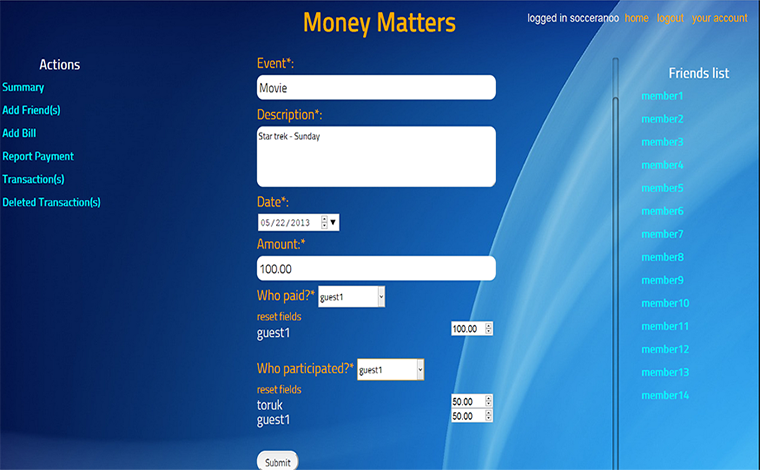 Money Matters
logged in socceranoo home logout your account
Actions
Summary
Add Friend(s)
Add Bill
Report Payment
Transaction(s)
Deleted Transaction(s)
Event*:
Movie
Description*:
Star trek - Sunday
Date*:
05/22/2013
Amount:*
100.00
Who paid?* guest1
reset fields
guest1 100.00
Who participated?* guest1
reset fields
toruk 50.00
guest1 50.00
Submit
Friends list
member1
member2
member3
member4
member5
member6
member7
member8
member9
member10
member11
member12
member13
member14